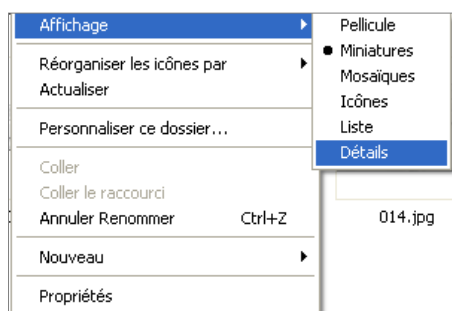 Affichage
Réorganiser les icônes par
Actualiser
Personnaliser ce dossier...
Coller
Coller le raccourci
Annuler Renommer Ctrl+Z
Nouveau
Propriétés
Pellicule
Miniatures
Mosaïques
Icônes
Liste
Détails
014.jpg